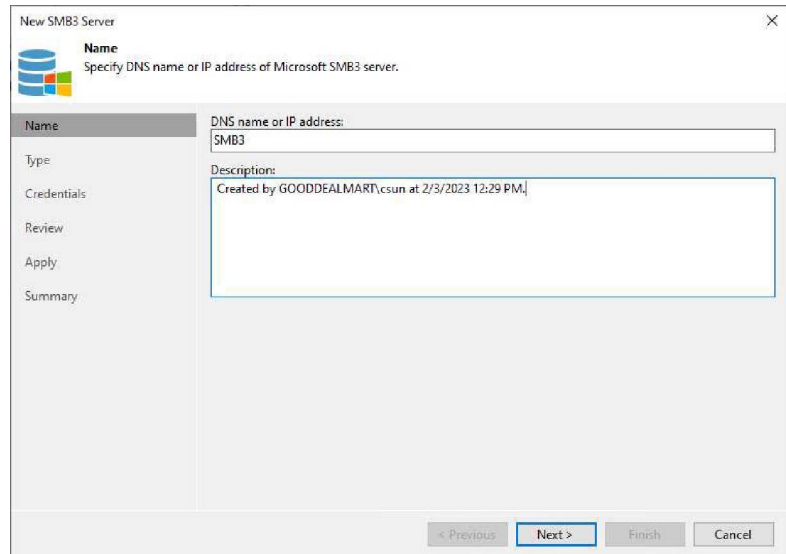 New SMB3 Server
Name
Specify DNS name or IP address of Microsoft SMB3 server.
Name
Type
Credentials
Review
Apply
Summary
DNS name or IP address:
SMB3
Description:
Created by GOODDEALMART\csun at 2/3/2023 12:29 PM.
< Previous
Next >
Finish
Cancel